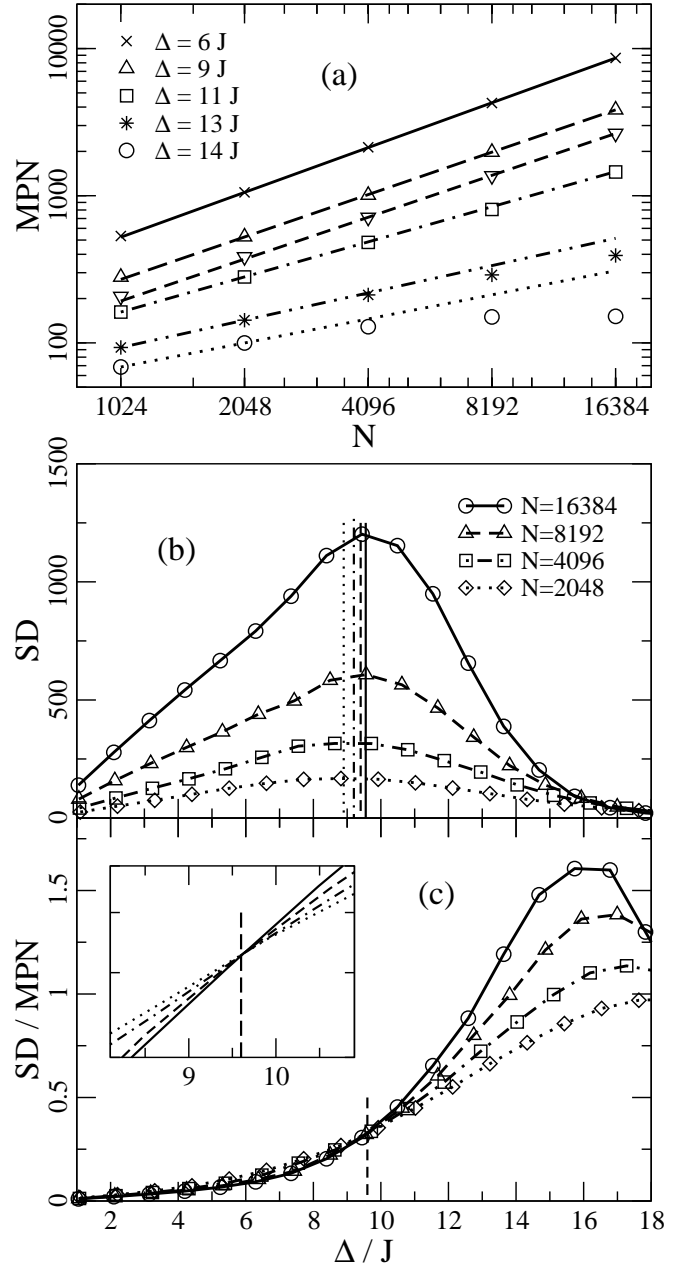 10000
1000
100
MPN
Δ = 6 J
Δ = 9 J
Δ = 11 J
Δ = 13 J
Δ = 14 J
(a)
1024 2048 4096 8192 16384
N
1500
1000
500
0
SD
(b)
N=16384
N=8192
N=4096
N=2048
1.5
1
0.5
0
SD / MPN
(c)
9 10
2 4 6 8 10 12 14 16 18
Δ / J